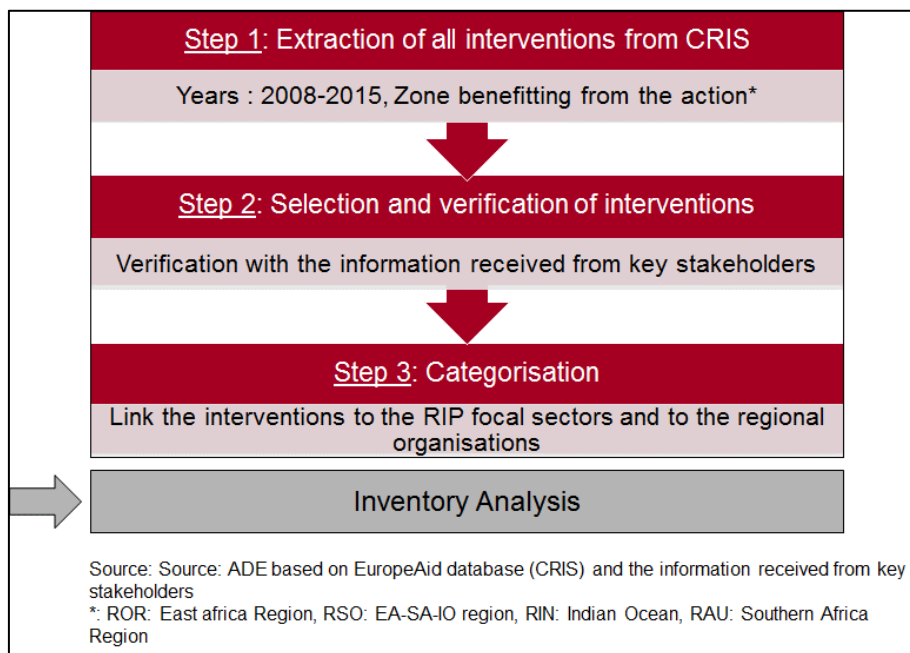 Step 1: Extraction of all interventions from CRIS
Years : 2008-2015, Zone benefitting from the action*
Step 2: Selection and verification of interventions
Verification with the information received from key stakeholders
Step 3: Categorisation
Link the interventions to the RIP focal sectors and to the regional
organisations
Inventory Analysis
Source: Source: ADE based on EuropeAid database (CRIS) and the information received from key
stakeholders
*: ROR: East africa Region, RSO: EA-SA-IO region, RIN: Indian Ocean, RAU: Southern Africa
Region